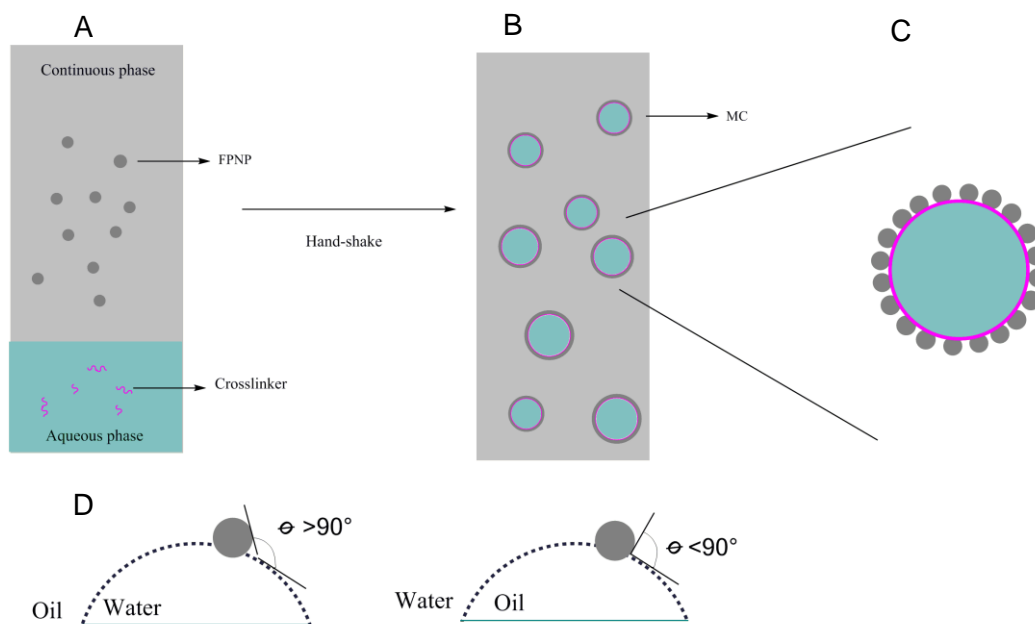 A
B
C
Continuous phase
MC
FPNP
Hand-shake
Crosslinker
Aqueous phase
D
ɵ >90°
Oil
Water
ɵ <90°
Water
Oil